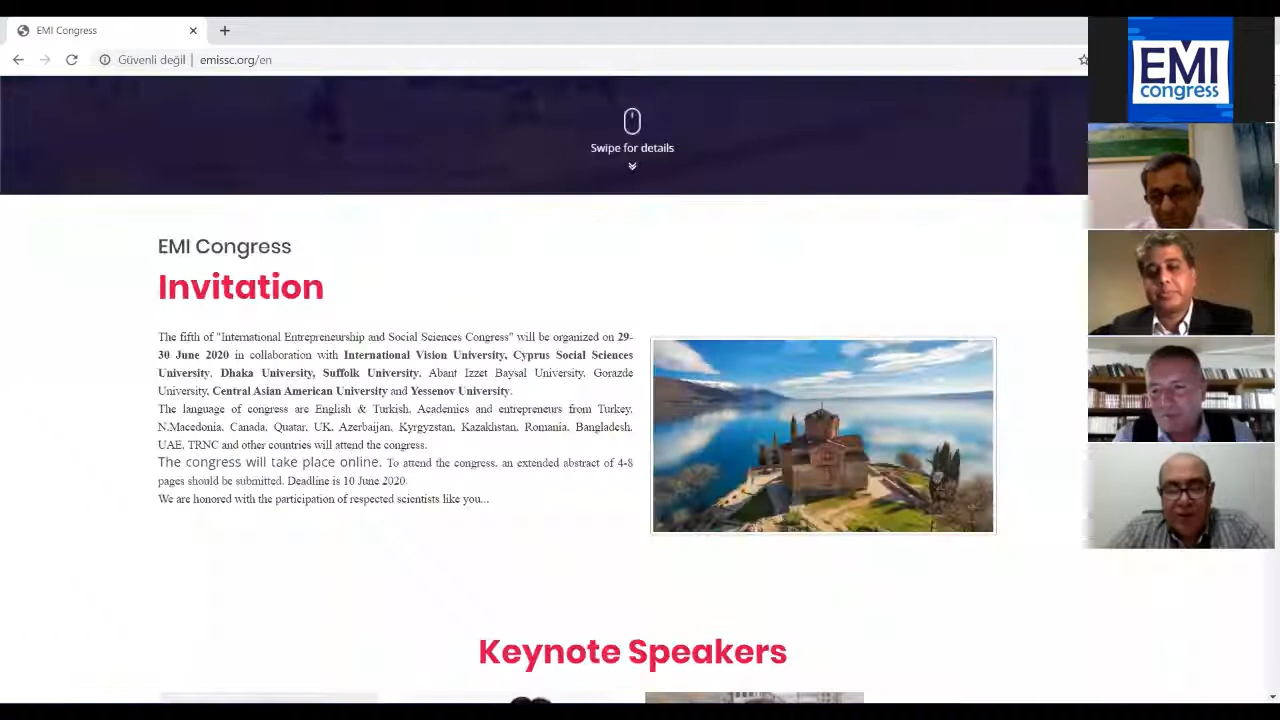 EMI Congress
Güvenli değil
emissc.org/en
EMI
congress
Swipe for details
EMI Congress
Invitation
The fifth of "International Entrepreneurship and Social Sciences Congress" will be organized on 29-
30 June 2020 in collaboration with International Vision University, Cyprus Social Sciences
University, Dhaka University, Suffolk University, Abant Izzet Baysal University, Gorazde
University, Central Asian American University and Yessenov University.
The language of congress are English & Turkish, Academics and entrepreneurs from Turkey,
N.Macedonia, Canada, Quatar, UK, Azerbaijan, Kyrgyzstan, Kazakhstan, Romania, Bangladesh,
UAE, TRNC and other countries will attend the congress.
The congress will take place online. To attend the congress, an extended abstract of 4-8
pages should be submitted. Deadline is 10 June 2020.
We are honored with the participation of respected scientists like you...
Keynote Speakers